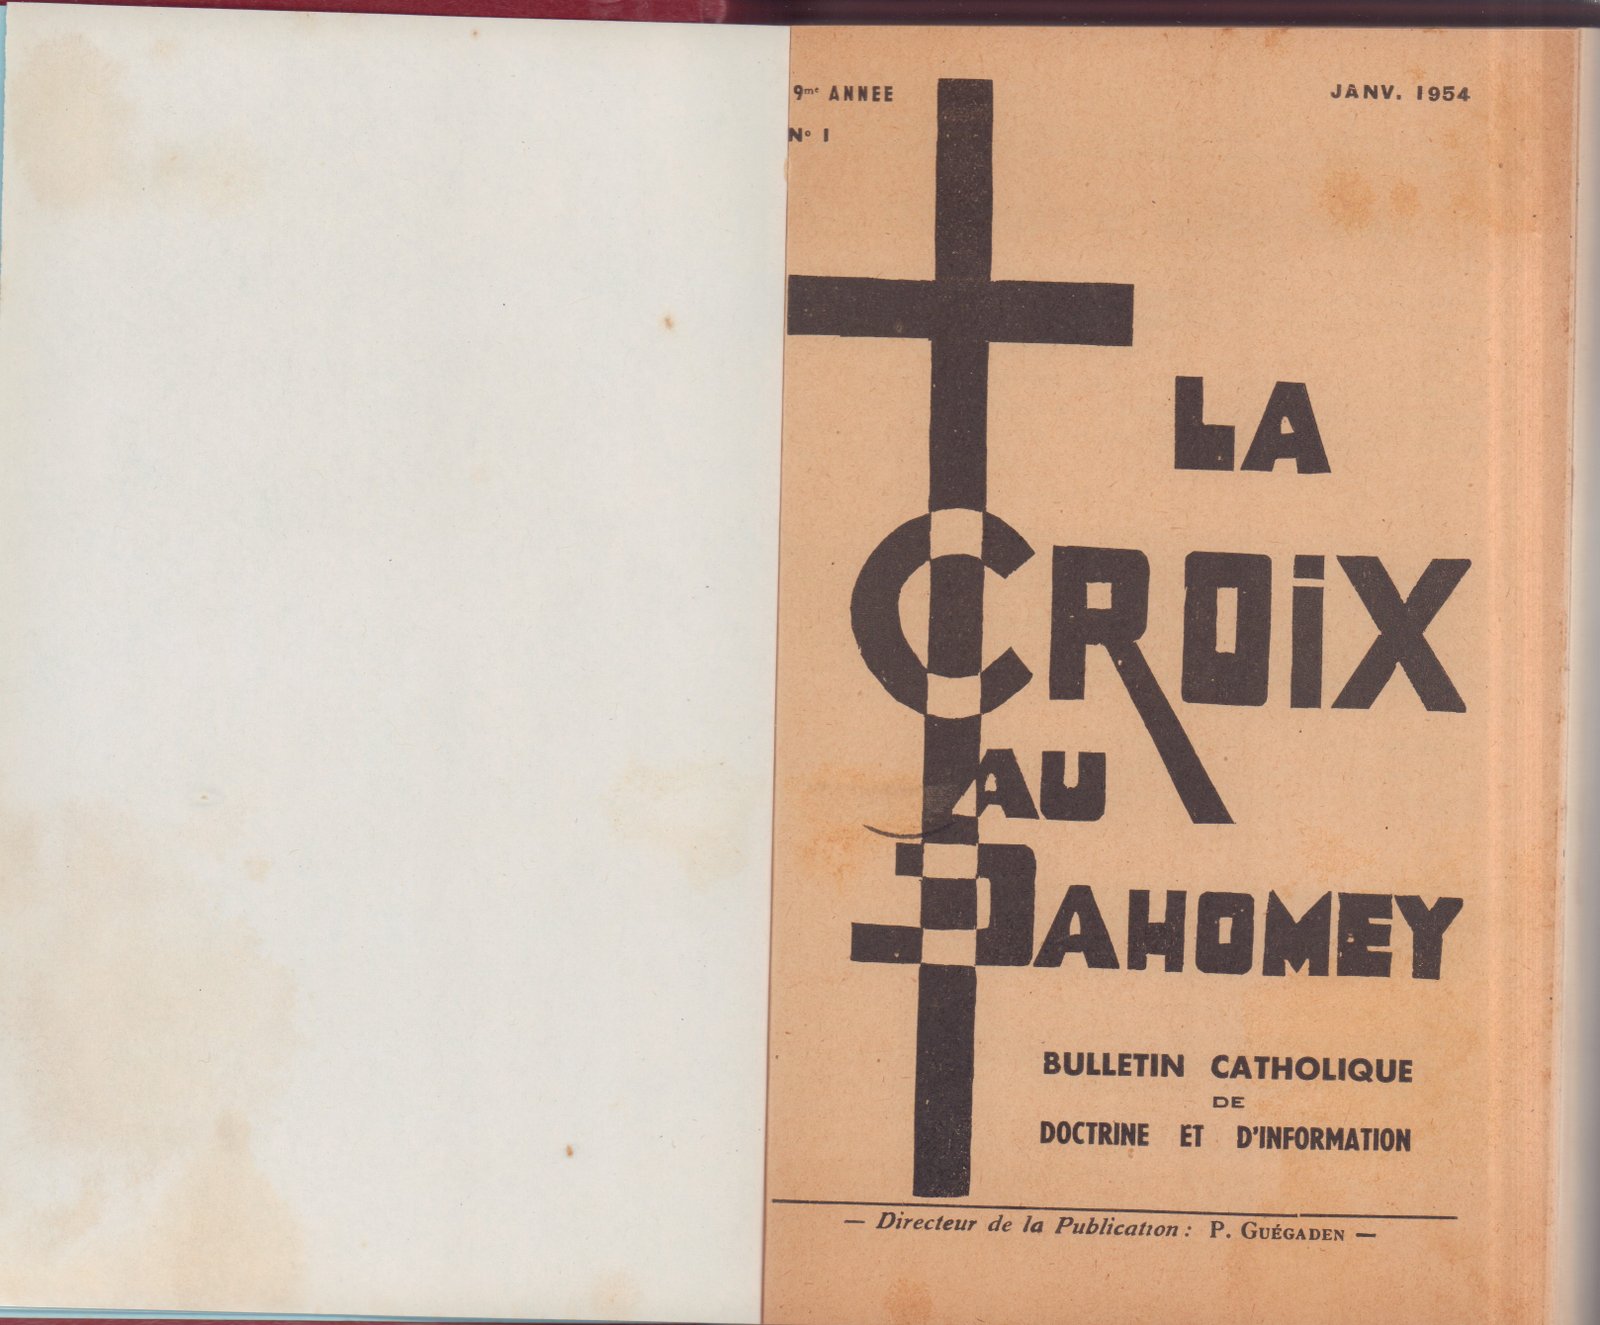 9me ANNEE
JANV. 1954
N° 1
LA
CROIX
AU
DAHOMEY
BULLETIN CATHOLIQUE
DE
DOCTRINE ET D'INFORMATION
— Directeur de la Publication : P. GUÉGADEN —